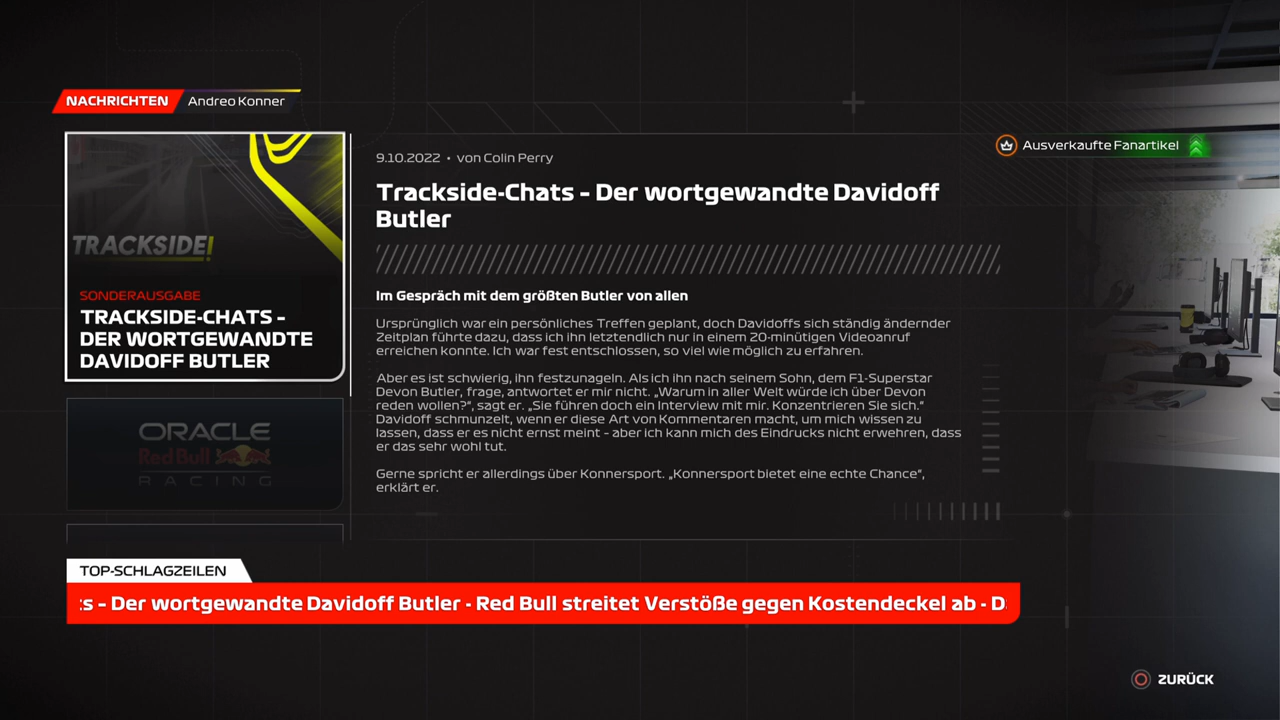 NACHRICHTEN Andreo Konner
Ausverkaufte Fanartikel
TRACKSIDE!
SONDERAUSGABE
TRACKSIDE-CHATS -
DER WORTGEWANDTE
DAVIDOFF BUTLER
ORACLE
Red Bull
RACING
9.10.2022 • von Colin Perry
Trackside-Chats - Der wortgewandte Davidoff
Butler
Im Gespräch mit dem größten Butler von allen
Ursprünglich war ein persönliches Treffen geplant, doch Davidoffs sich ständig ändernder
Zeitplan führte dazu, dass ich ihn letztendlich nur in einem 20-minütigen Videoanruf
erreichen konnte. Ich war fest entschlossen, so viel wie möglich zu erfahren.
Aber es ist schwierig, ihn festzunageln. Als ich ihn nach seinem Sohn, dem F1-Superstar
Devon Butler, frage, antwortet er mir nicht. „Warum in aller Welt würde ich über Devon
reden wollen?“, sagt er. „Sie führen doch ein Interview mit mir. Konzentrieren Sie sich.“
Davidoff schmunzelt, wenn er diese Art von Kommentaren macht, um mich wissen zu
lassen, dass er es nicht ernst meint - aber ich kann mich des Eindrucks nicht erwehren, dass
er das sehr wohl tut.
Gerne spricht er allerdings über Konnersport. „Konnersport bietet eine echte Chance“,
erklärt er.
TOP-SCHLAGZEILEN
ts - Der wortgewandte Davidoff Butler - Red Bull streitet Verstöße gegen Kostendeckel ab - D
ZURÜCK